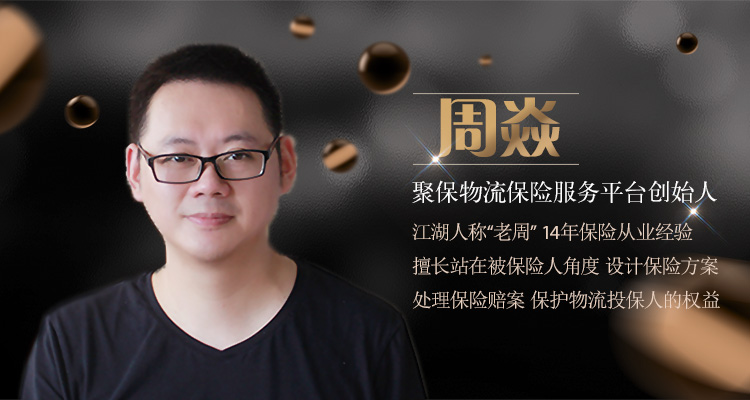 周焱
聚保物流保险服务平台创始人
江湖人称“老周” 14年保险从业经验
擅长站在被保险人角度 设计保险方案
处理保险赔案 保护物流投保人的权益